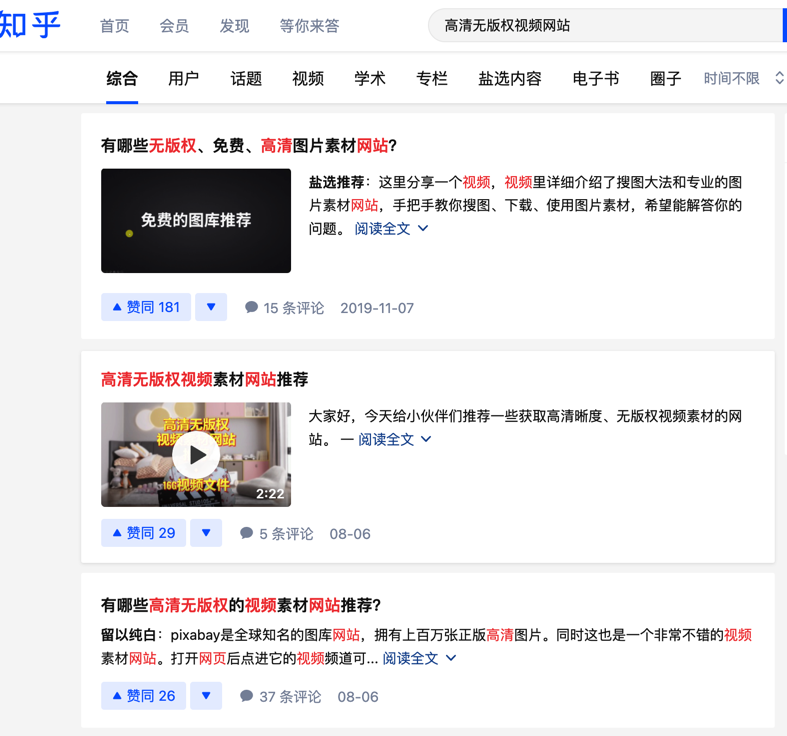 知乎 首页 会员 发现 等你来答 高清无版权视频网站
综合 用户 话题 视频 学术 专栏 盐选内容 电子书 圈子 时间不限
有哪些无版权、免费、高清图片素材网站?
免费的图库推荐
盐选推荐：这里分享一个视频，视频里详细介绍了搜图大法和专业的图
片素材网站，手把手教你搜图、下载、使用图片素材，希望能解答你的
问题。 阅读全文
赞同 181 15 条评论 2019-11-07
高清无版权视频素材网站推荐
高清无版权
视频 网站
16G视频文件
2:22
大家好，今天给小伙伴们推荐一些获取高清晰度、无版权视频素材的网
站。 — 阅读全文
赞同 29 5 条评论 08-06
有哪些高清无版权的视频素材网站推荐?
留以纯白：pixabay是全球知名的图库网站，拥有上百万张正版高清图片。同时这也是一个非常不错的视频
素材网站。打开网页后点进它的视频频道可... 阅读全文
赞同 26 37 条评论 08-06